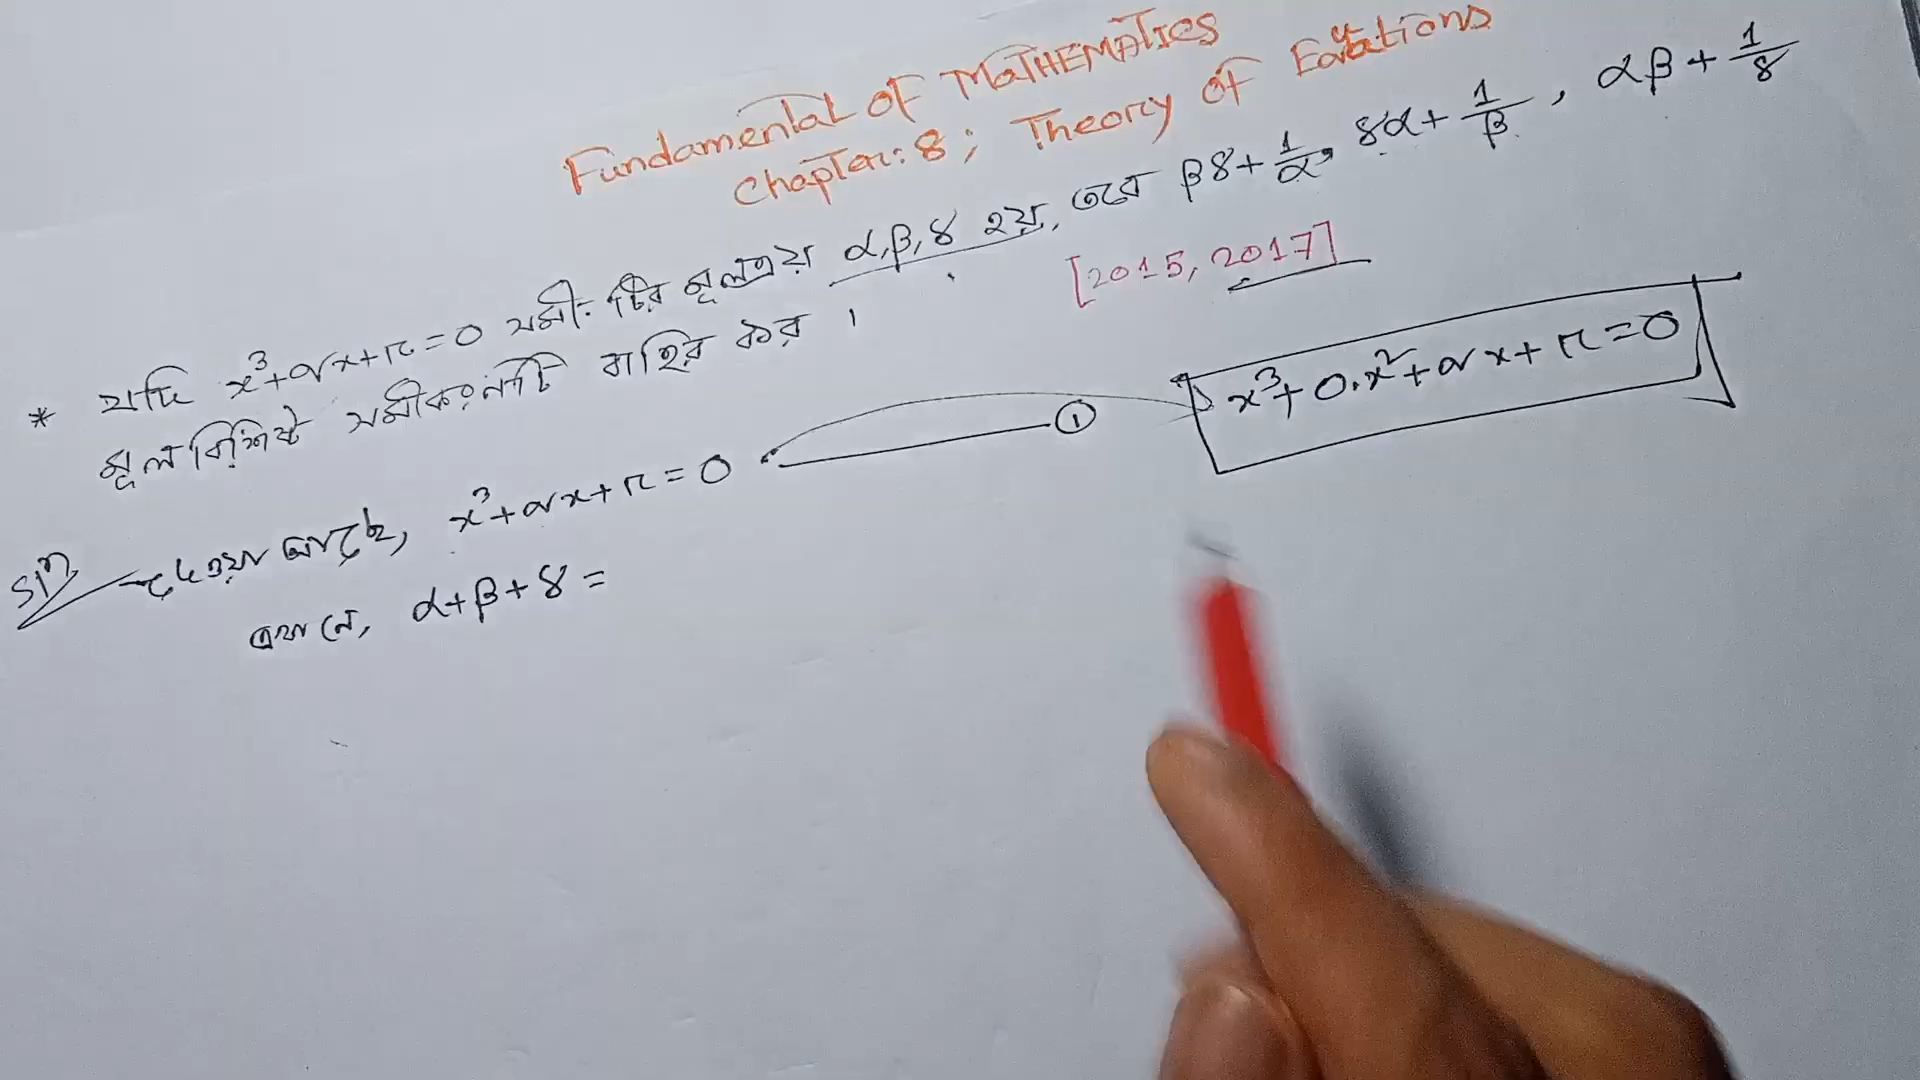 Fundamental of MATHEMATICS
Chapter: 8; Theory of Equations
* যদি x³+qx+r=0 সমী: টির মূলত্রয় α,β,γ হয়, তবে βγ+1/α, γα+1/β, αβ+1/γ
মূলবিশিষ্ট সমীকরণটি বাহির কর। [2015, 2017]
Slⁿ দেওয়া আছে, x³+qx+r=0 ——① x³+0.x²+qx+r=0
এখানে, α+β+γ=